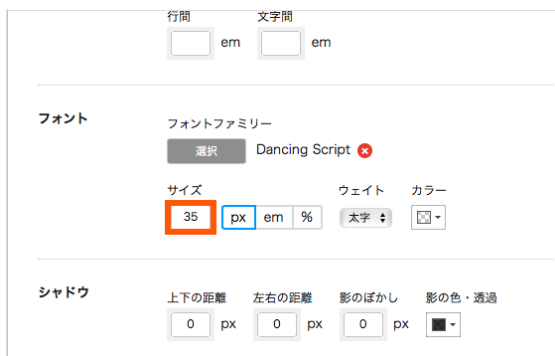 行間 文字間
em em
フォント
フォントファミリー
選択 Dancing Script
サイズ ウェイト カラー
35 px em % 太字
シャドウ
上下の距離 左右の距離 影のぼかし 影の色・透過
0 px 0 px 0 px